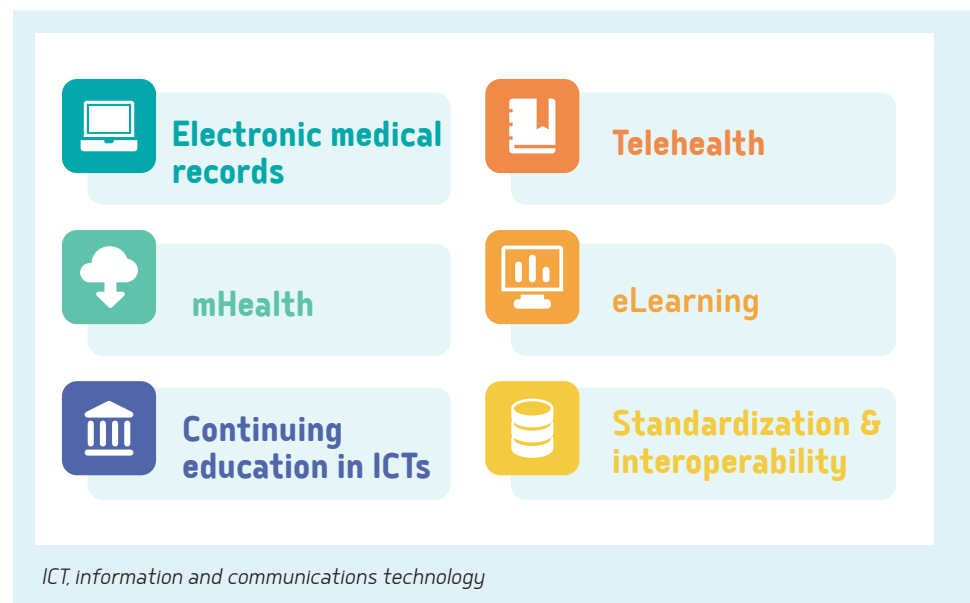 Electronic medical
records
Telehealth
mHealth
eLearning
Continuing
education in ICTs
Standardization &
interoperability
ICT, information and communications technology